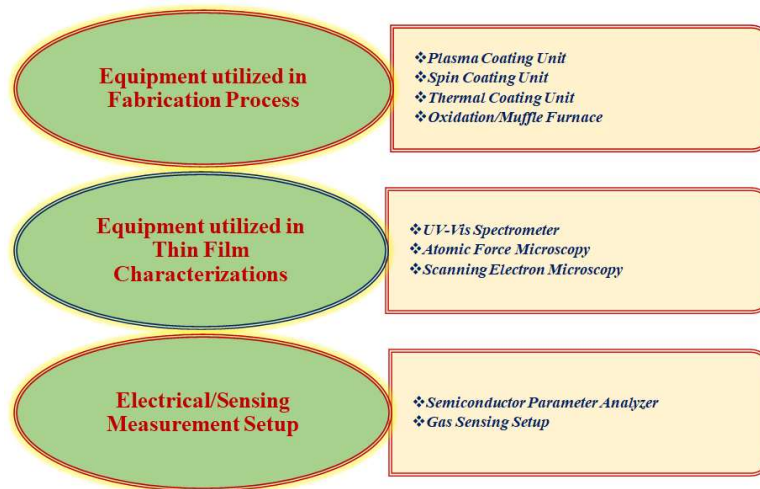 Equipment utilized in
Fabrication Process
❖Plasma Coating Unit
❖Spin Coating Unit
❖Thermal Coating Unit
❖Oxidation/Muffle Furnace
Equipment utilized in
Thin Film
Characterizations
❖UV-Vis Spectrometer
❖Atomic Force Microscopy
❖Scanning Electron Microscopy
Electrical/Sensing
Measurement Setup
❖Semiconductor Parameter Analyzer
❖Gas Sensing Setup